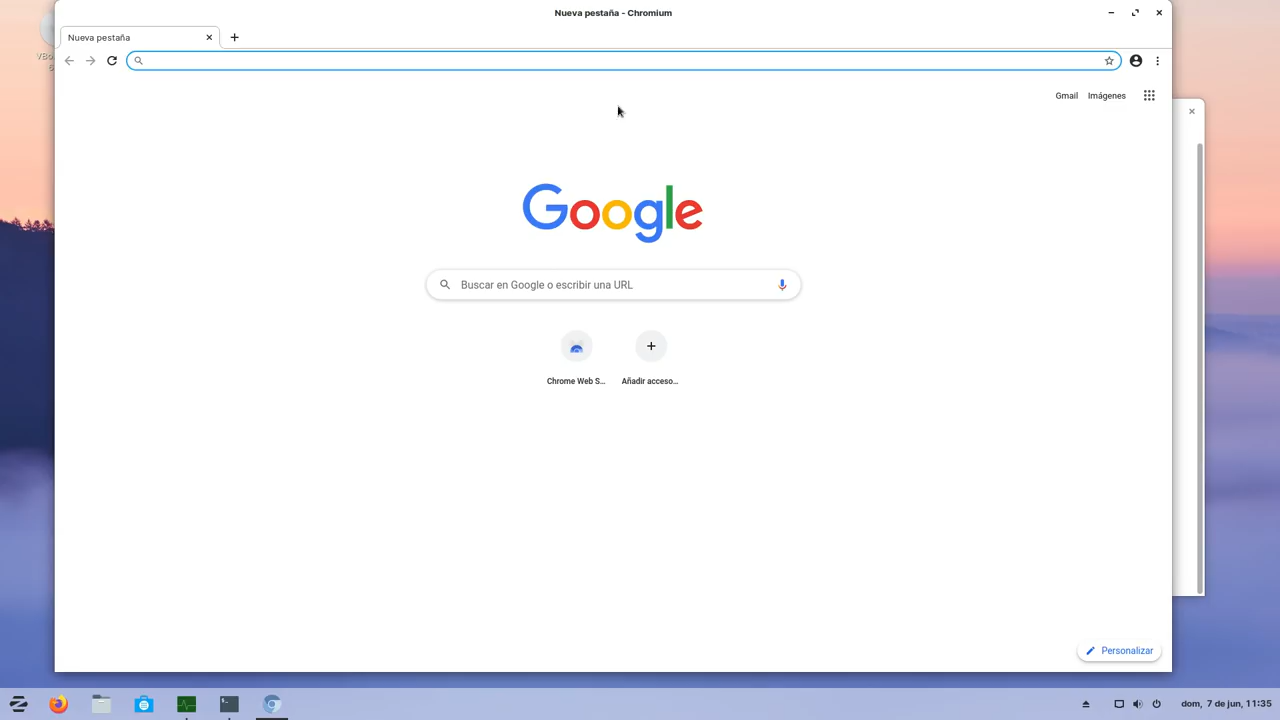 Nueva pestaña - Chromium
Nueva pestaña
Gmail Imágenes
Google
Buscar en Google o escribir una URL
Chrome Web S... Añadir acceso...
Personalizar
dom, 7 de jun, 11:35